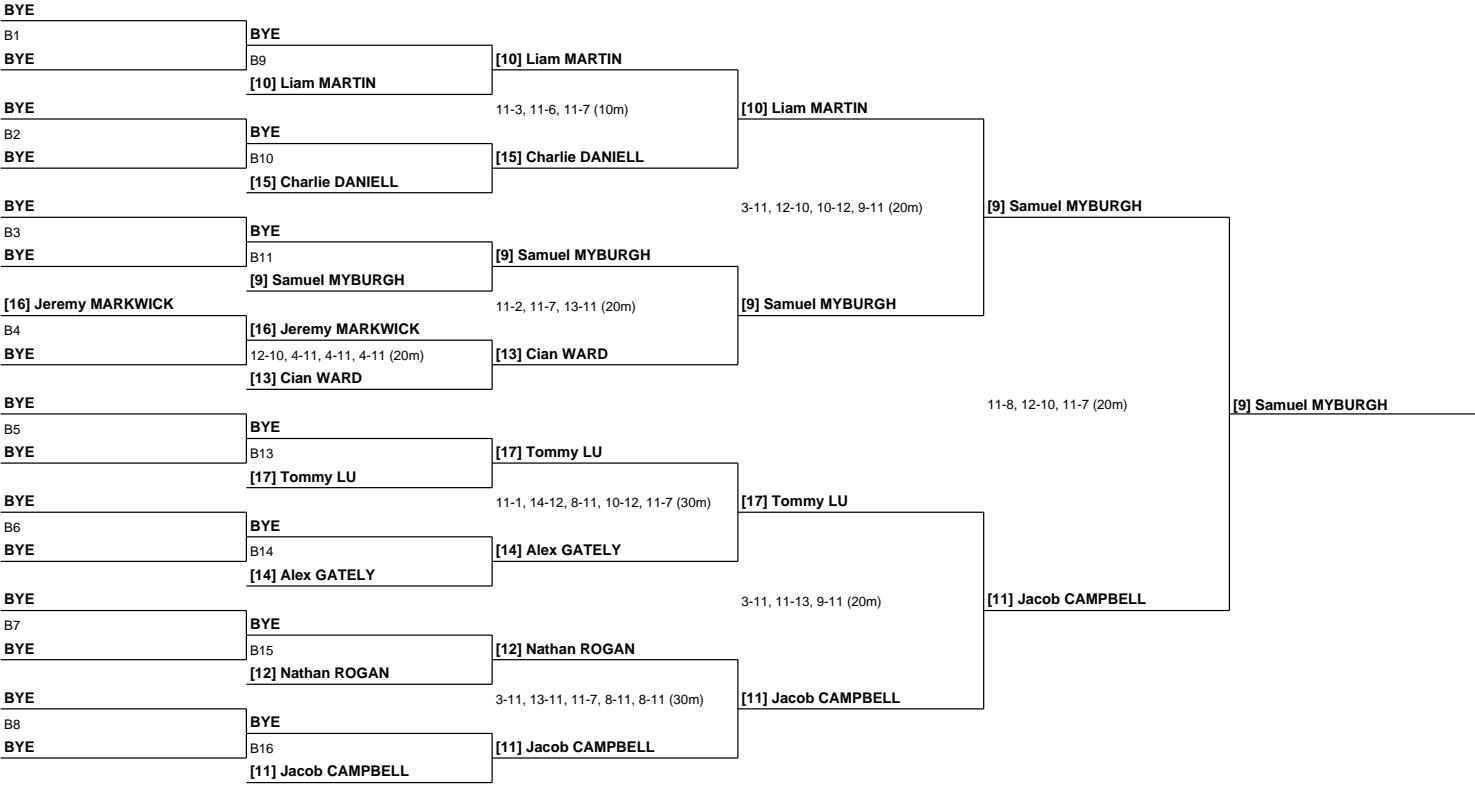 BYE
B1
BYE
BYE
B9
[10] Liam MARTIN
[10] Liam MARTIN
BYE
B2
BYE
BYE
B10
[15] Charlie DANIELL
11-3, 11-6, 11-7 (10m)
[15] Charlie DANIELL
[10] Liam MARTIN
BYE
B3
BYE
BYE
B11
[9] Samuel MYBURGH
[9] Samuel MYBURGH
[16] Jeremy MARKWICK
B4
BYE
[16] Jeremy MARKWICK
12-10, 4-11, 4-11, 4-11 (20m)
[13] Cian WARD
11-2, 11-7, 13-11 (20m)
[13] Cian WARD
[9] Samuel MYBURGH
3-11, 12-10, 10-12, 9-11 (20m)
[9] Samuel MYBURGH
BYE
B5
BYE
BYE
B13
[17] Tommy LU
[17] Tommy LU
BYE
B6
BYE
BYE
B14
[14] Alex GATELY
11-1, 14-12, 8-11, 10-12, 11-7 (30m)
[14] Alex GATELY
[17] Tommy LU
BYE
B7
BYE
BYE
B15
[12] Nathan ROGAN
[12] Nathan ROGAN
BYE
B8
BYE
BYE
B16
[11] Jacob CAMPBELL
3-11, 13-11, 11-7, 8-11, 8-11 (30m)
[11] Jacob CAMPBELL
[11] Jacob CAMPBELL
3-11, 11-13, 9-11 (20m)
[11] Jacob CAMPBELL
11-8, 12-10, 11-7 (20m)
[9] Samuel MYBURGH